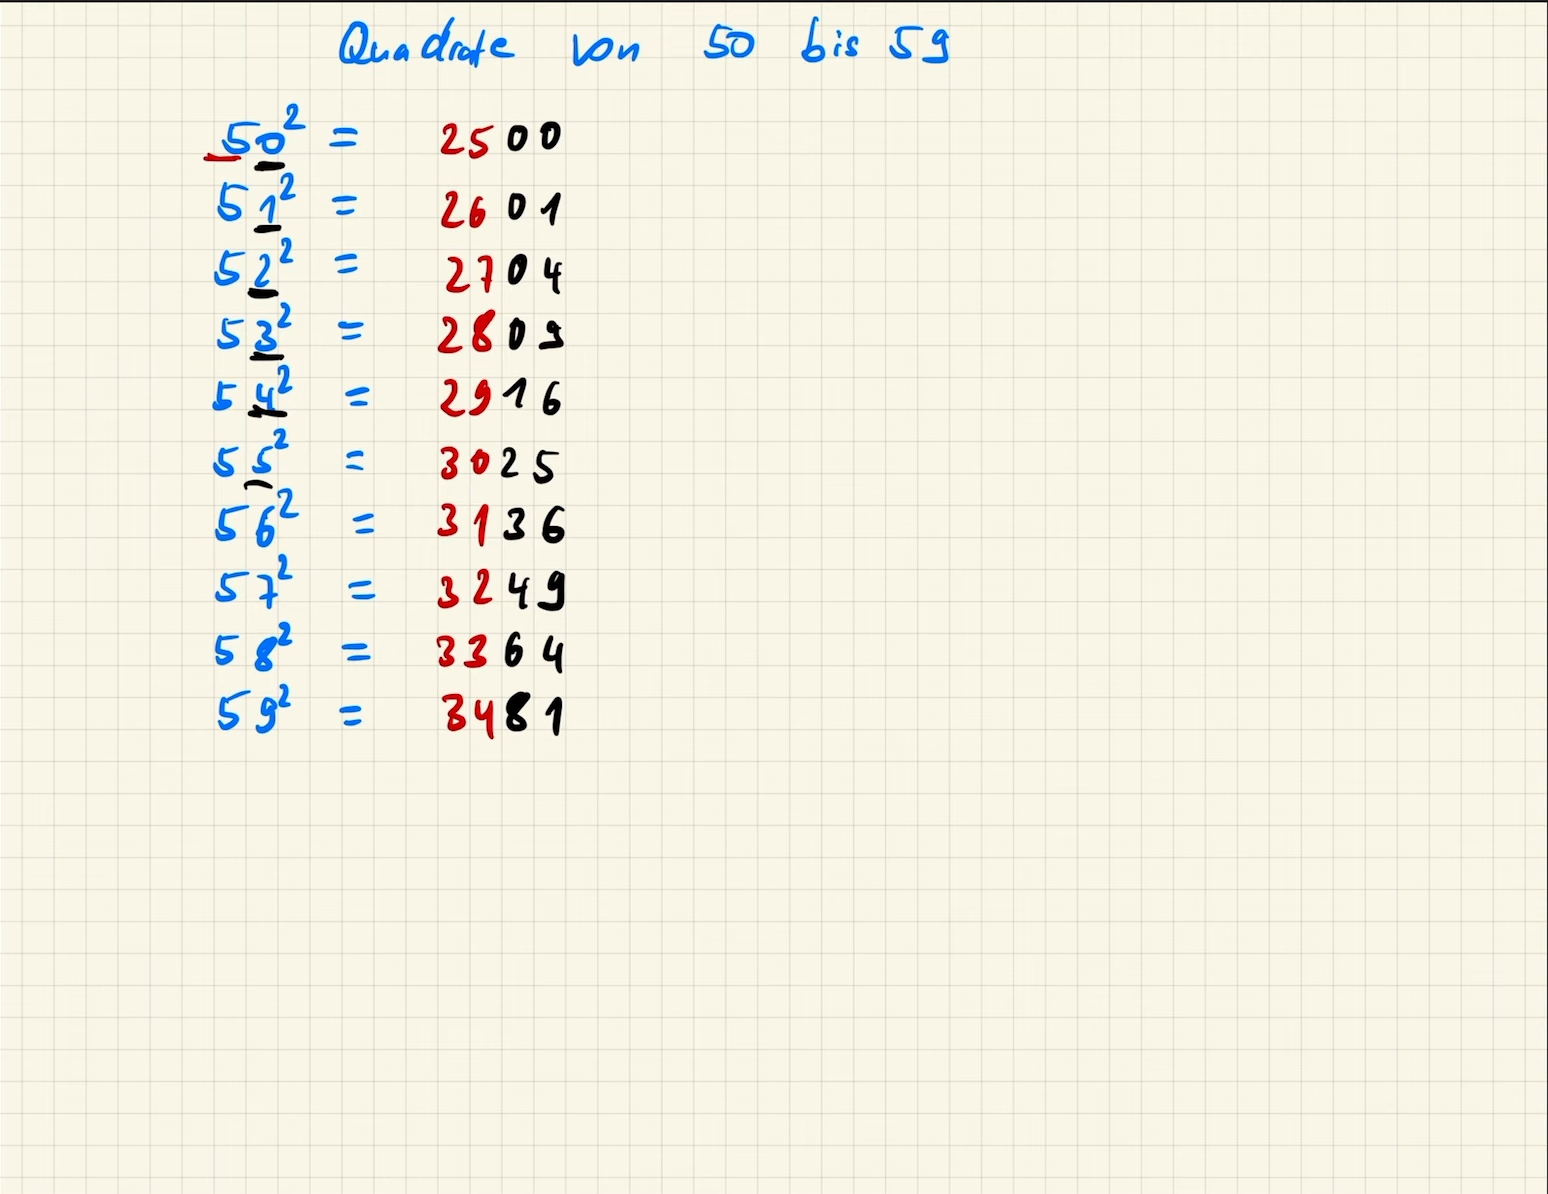 Quadrate von 50 bis 59
50² = 2500
51² = 2601
52² = 2704
53² = 2809
54² = 2916
55² = 3025
56² = 3136
57² = 3249
58² = 3364
59² = 3481